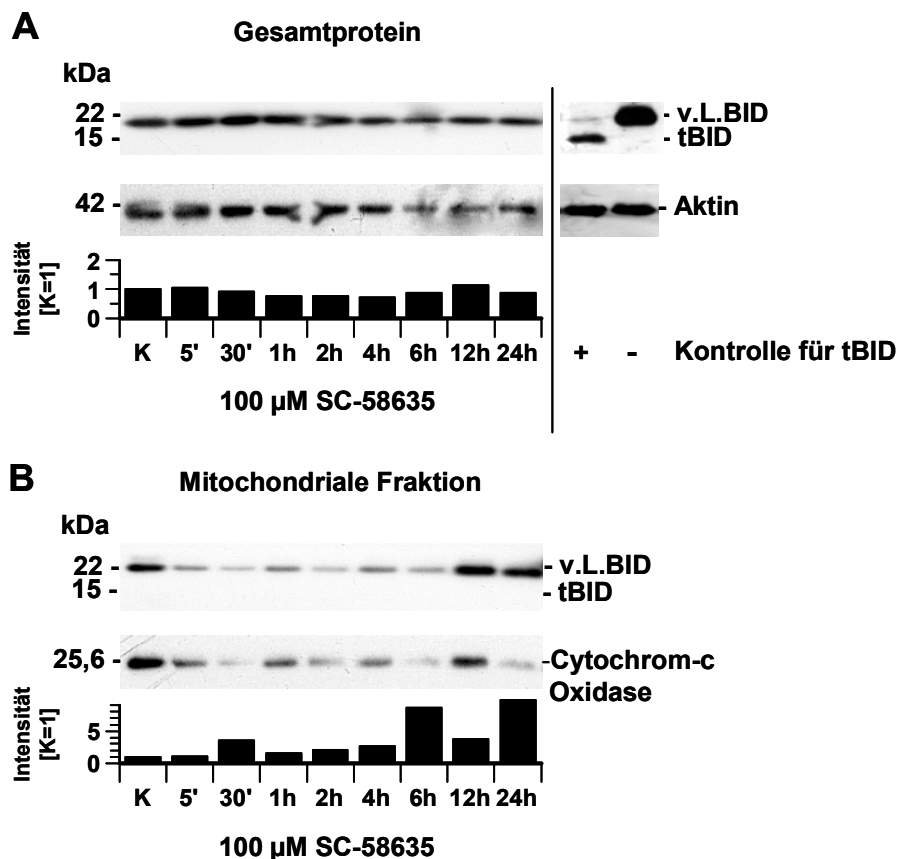 A
Gesamtprotein
kDa
22 -
15 -
- v.L.BID
- tBID
42 -
- Aktin
Intensität
[K=1]
2
1
0
K 5' 30' 1h 2h 4h 6h 12h 24h
+ - Kontrolle für tBID
100 µM SC-58635
B
Mitochondriale Fraktion
kDa
22 -
15 -
- v.L.BID
- tBID
25,6 -
-Cytochrom-c
Oxidase
Intensität
[K=1]
5
0
K 5' 30' 1h 2h 4h 6h 12h 24h
100 µM SC-58635